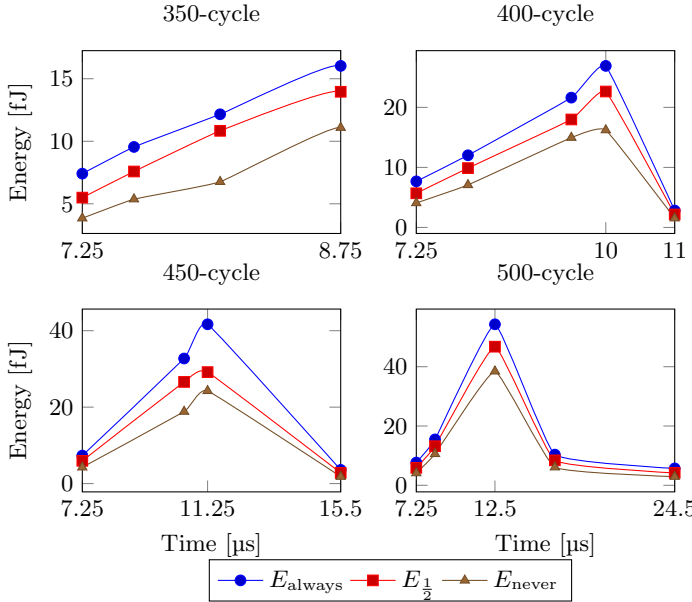 350-cycle
400-cycle
Energy [fJ]
15
10
5
7.25
8.75
20
10
0
7.25
10
11
450-cycle
500-cycle
Energy [fJ]
40
20
0
7.25
11.25
15.5
Time [µs]
40
20
0
7.25
12.5
24.5
Time [µs]
E_always
E_½
E_never